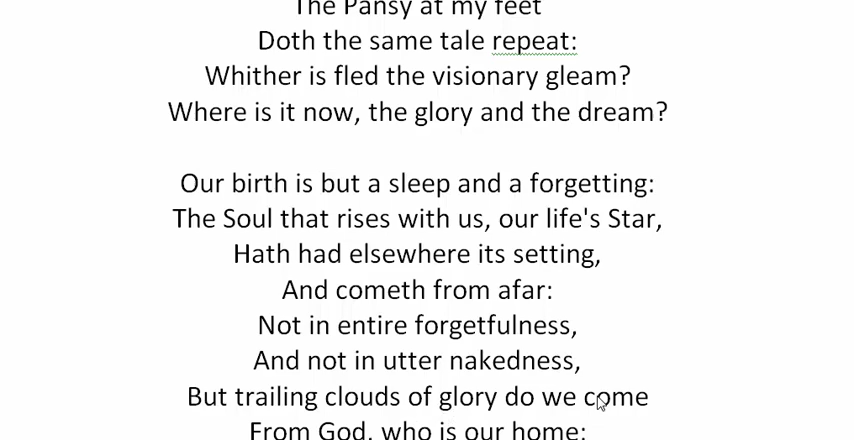 The Pansy at my feet
Doth the same tale repeat:
Whither is fled the visionary gleam?
Where is it now, the glory and the dream?
Our birth is but a sleep and a forgetting:
The Soul that rises with us, our life's Star,
Hath had elsewhere its setting,
And cometh from afar:
Not in entire forgetfulness,
And not in utter nakedness,
But trailing clouds of glory do we come
From God, who is our home: